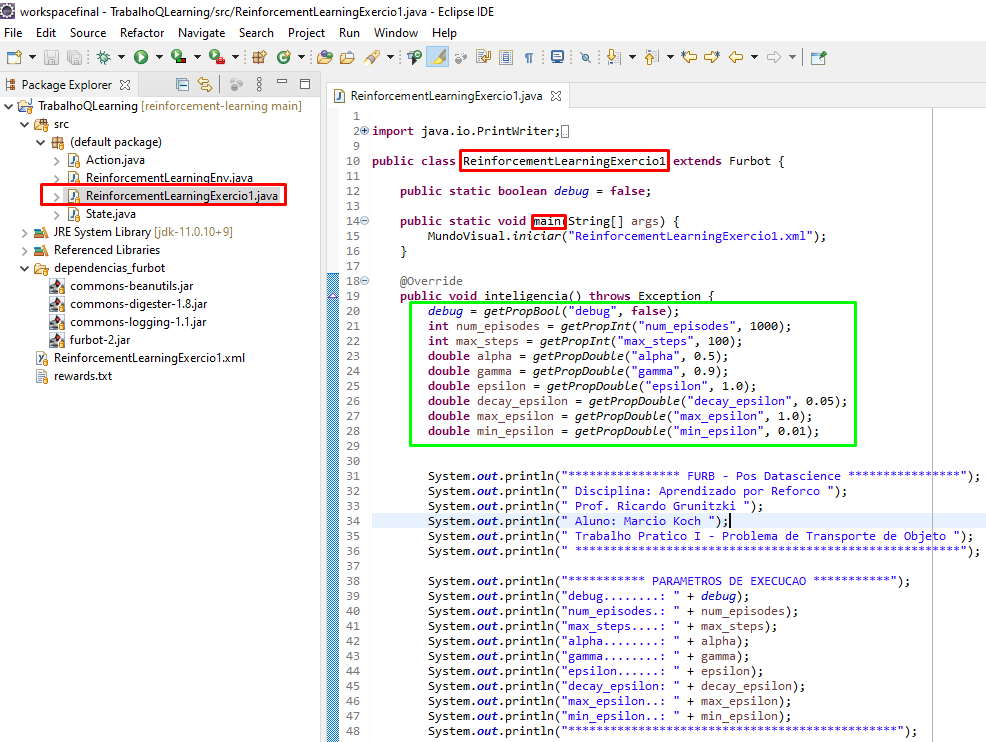 workspacefinal - TrabalhoQLearning/src/ReinforcementLearningExercio1.java - Eclipse IDE
File Edit Source Refactor Navigate Search Project Run Window Help
Package Explorer
TrabalhoQLearning [reinforcement-learning main]
src
(default package)
Action.java
ReinforcementLearningEnv.java
ReinforcementLearningExercio1.java
State.java
JRE System Library [jdk-11.0.10+9]
Referenced Libraries
dependencias_furbot
commons-beanutils.jar
commons-digester-1.8.jar
commons-logging-1.1.jar
furbot-2.jar
ReinforcementLearningExercio1.xml
rewards.txt
ReinforcementLearningExercio1.java
1
2 import java.io.PrintWriter;
9
10 public class ReinforcementLearningExercio1 extends Furbot {
11
12 public static boolean debug = false;
13
14 public static void main(String[] args) {
15 MundoVisual.iniciar("ReinforcementLearningExercio1.xml");
16 }
17
18 @Override
19 public void inteligencia() throws Exception {
20 debug = getPropBool("debug", false);
21 int num_episodes = getPropInt("num_episodes", 1000);
22 int max_steps = getPropInt("max_steps", 100);
23 double alpha = getPropDouble("alpha", 0.5);
24 double gamma = getPropDouble("gamma", 0.9);
25 double epsilon = getPropDouble("epsilon", 1.0);
26 double decay_epsilon = getPropDouble("decay_epsilon", 0.05);
27 double max_epsilon = getPropDouble("max_epsilon", 1.0);
28 double min_epsilon = getPropDouble("min_epsilon", 0.01);
29
30
31 System.out.println("**************** FURB - Pos Datascience ****************");
32 System.out.println(" Disciplina: Aprendizado por Reforco ");
33 System.out.println(" Prof. Ricardo Grunitzki ");
34 System.out.println(" Aluno: Marcio Koch ");
35 System.out.println(" Trabalho Pratico I - Problema de Transporte de Objeto ");
36 System.out.println(" *******************************************************");
37
38 System.out.println("*********** PARAMETROS DE EXECUCAO ***********");
39 System.out.println("debug........: " + debug);
40 System.out.println("num_episodes.: " + num_episodes);
41 System.out.println("max_steps....: " + max_steps);
42 System.out.println("alpha........: " + alpha);
43 System.out.println("gamma........: " + gamma);
44 System.out.println("epsilon......: " + epsilon);
45 System.out.println("decay_epsilon: " + decay_epsilon);
46 System.out.println("max_epsilon..: " + max_epsilon);
47 System.out.println("min_epsilon..: " + min_epsilon);
48 System.out.println("***********************************************");